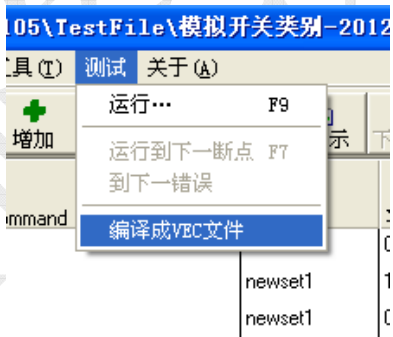 105\TestFile\模拟开关类别-2012
具(T) 测试 关于(A)
运行… F9
增加
示
运行到下一断点 F7
到下一错误
ommand
编译成VEC文件
newset1 1
newset1